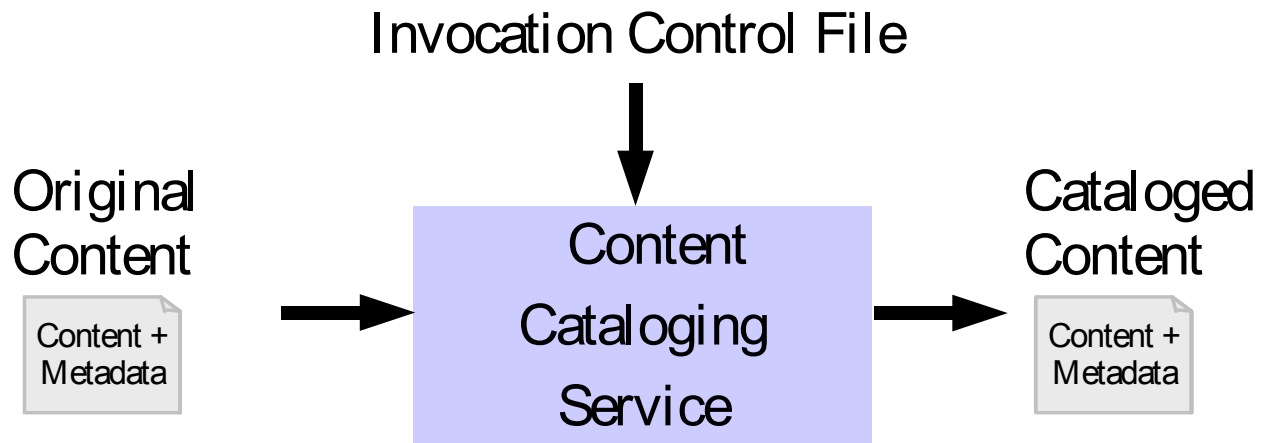 Invocation Control File
Original
Content
Content +
Metadata
Content
Cataloging
Service
Cataloged
Content
Content +
Metadata